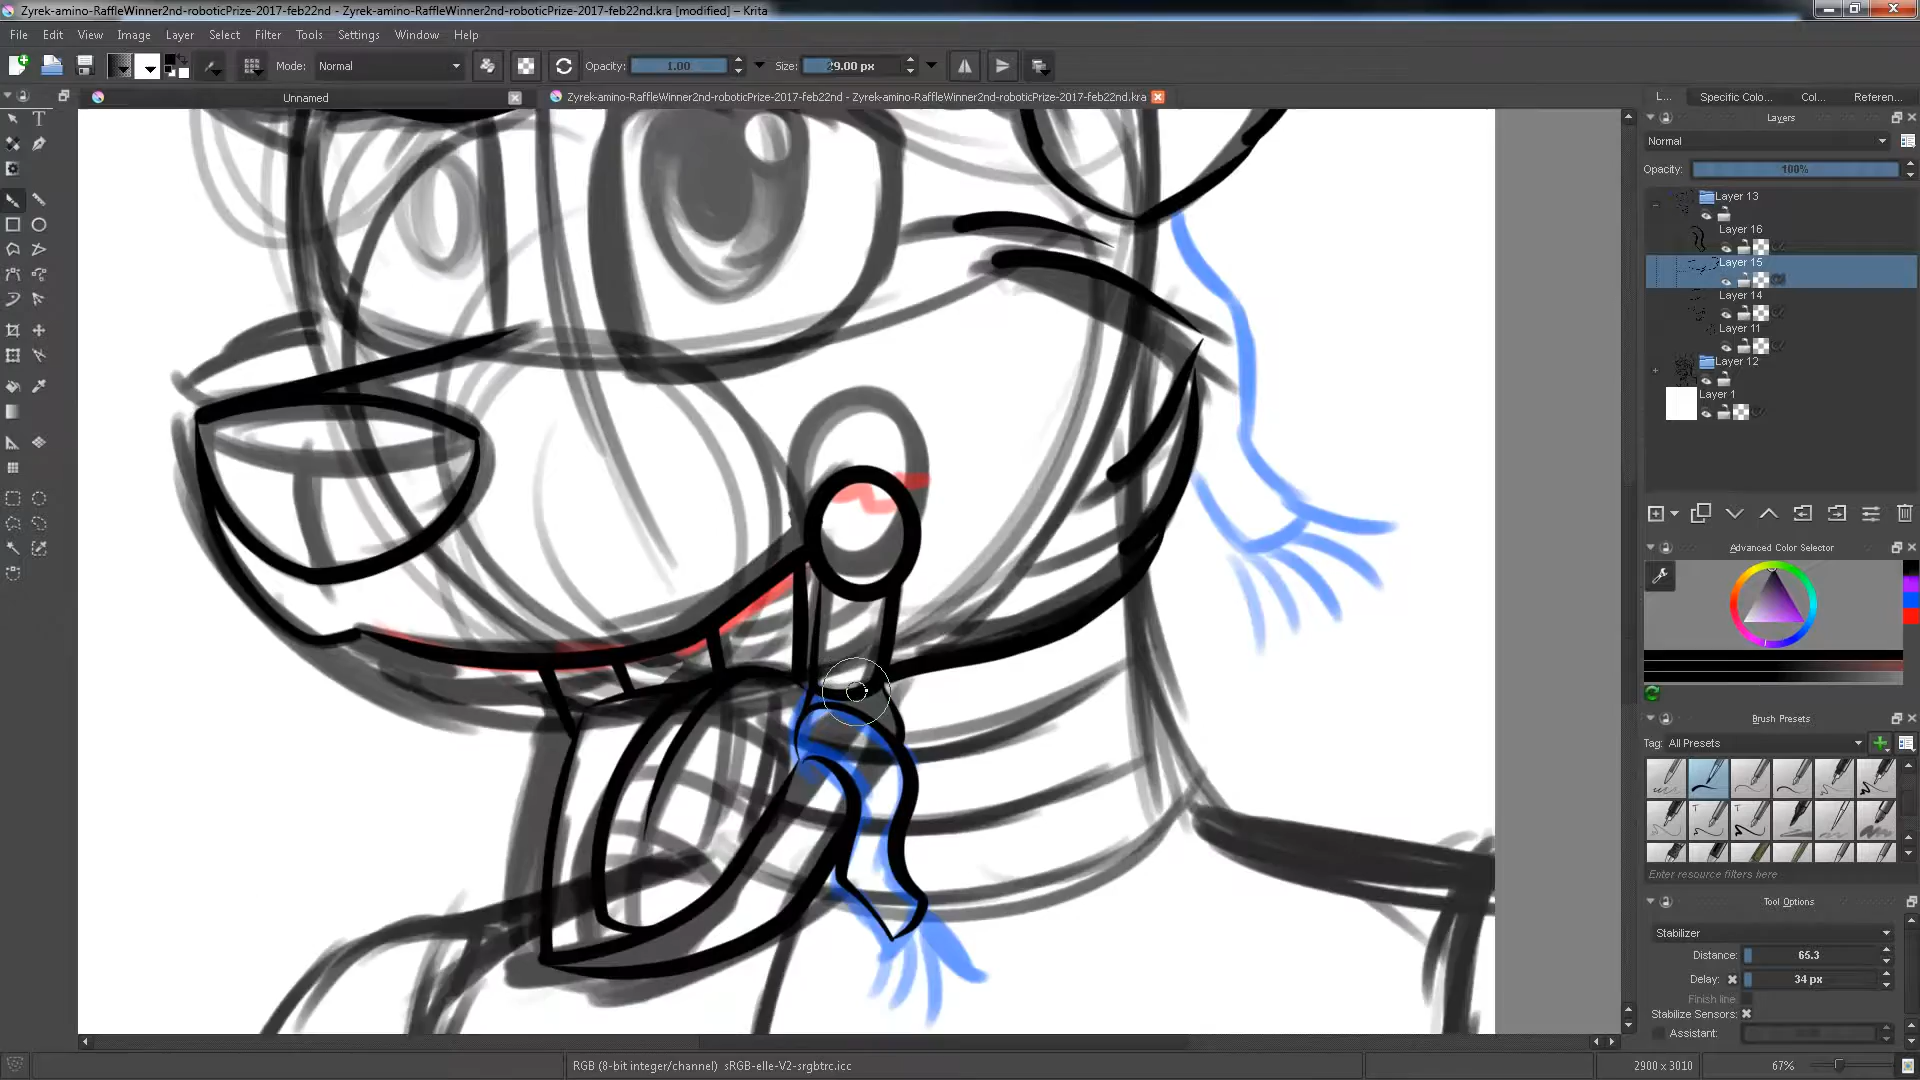 Zyrek-amino-RaffleWinner2nd-roboticPrize-2017-feb22nd - Zyrek-amino-RaffleWinner2nd-roboticPrize-2017-feb22nd.kra [modified] – Krita
File Edit View Image Layer Select Filter Tools Settings Window Help
Mode: Normal Opacity: 1.00 Size: 29.00 px
Unnamed Zyrek-amino-RaffleWinner2nd-roboticPrize-2017-feb22nd - Zyrek-amino-RaffleWinner2nd-roboticPrize-2017-feb22nd.kra
L... Specific Colo... Col... Referen...
Layers
Normal
Opacity: 100%
Layer 13
Layer 16
Layer 15
Layer 14
Layer 11
Layer 12
Layer 1
Advanced Color Selector
Brush Presets
Tag: All Presets
Enter resource filters here
Tool Options
Stabilizer
Distance: 65.3
Delay: 34 px
Finish line:
Stabilize Sensors:
Assistant:
RGB (8-bit integer/channel) sRGB-elle-V2-srgbtrc.icc 2900 x 3010 67%